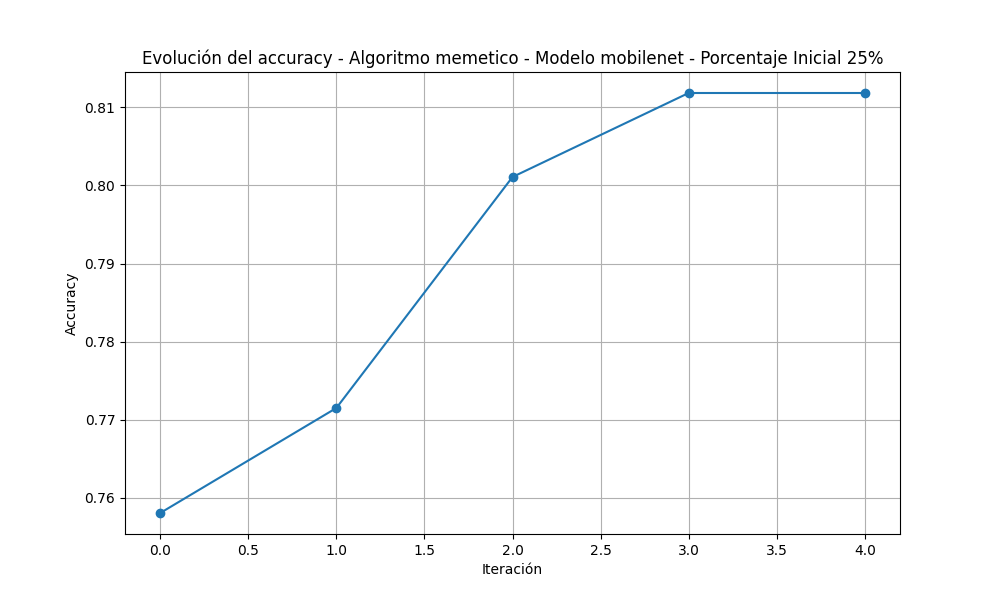 Evolución del accuracy - Algoritmo memetico - Modelo mobilenet - Porcentaje Inicial 25%
0.81
0.80
0.79
0.78
0.77
0.76
Accuracy
0.0 0.5 1.0 1.5 2.0 2.5 3.0 3.5 4.0
Iteración